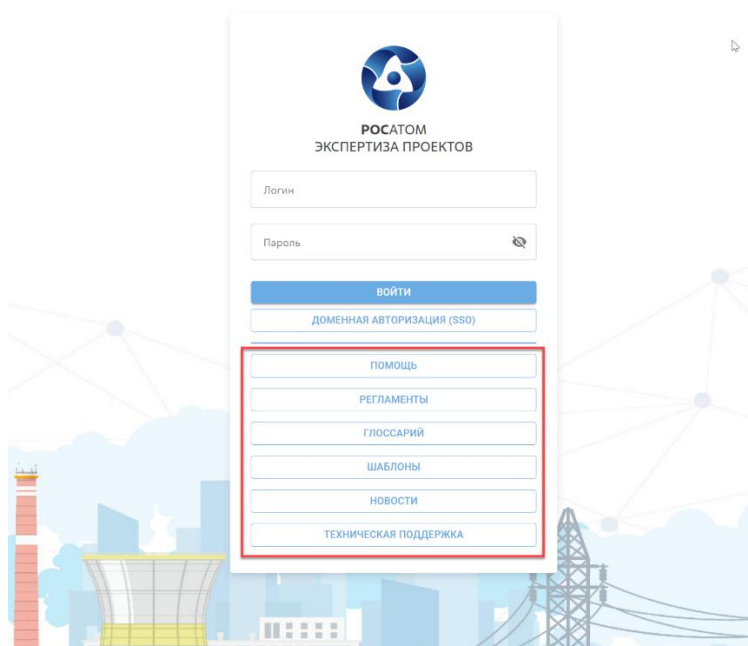 РОСАТОМ
ЭКСПЕРТИЗА ПРОЕКТОВ
Логин
Пароль
ВОЙТИ
ДОМЕННАЯ АВТОРИЗАЦИЯ (SSO)
ПОМОЩЬ
РЕГЛАМЕНТЫ
ГЛОССАРИЙ
ШАБЛОНЫ
НОВОСТИ
ТЕХНИЧЕСКАЯ ПОДДЕРЖКА